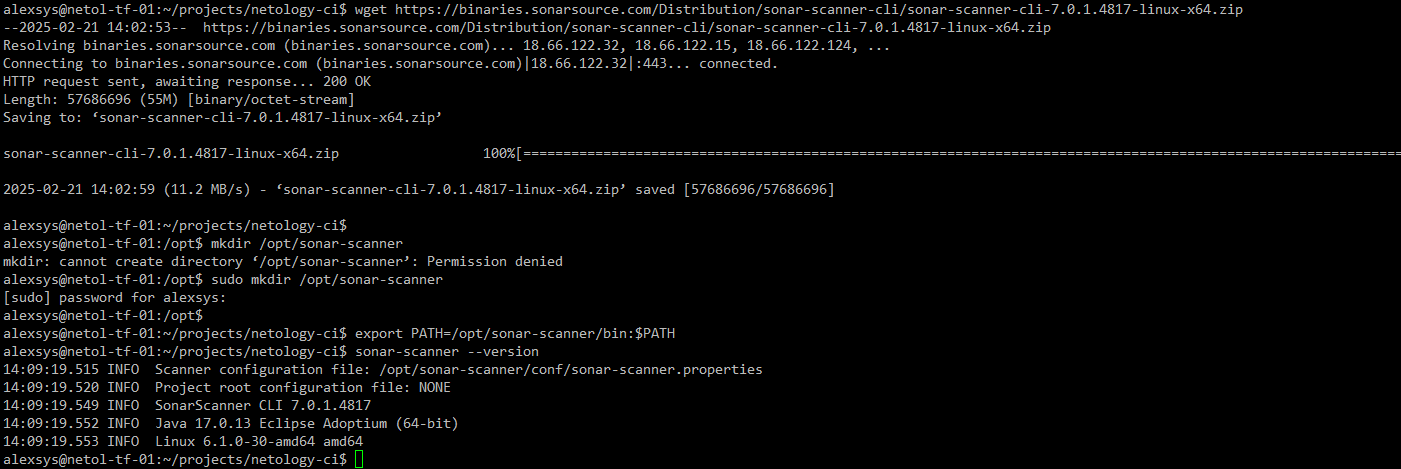 alexsys@netol-tf-01:~/projects/netology-ci$ wget https://binaries.sonarsource.com/Distribution/sonar-scanner-cli/sonar-scanner-cli-7.0.1.4817-linux-x64.zip
--2025-02-21 14:02:53--  https://binaries.sonarsource.com/Distribution/sonar-scanner-cli/sonar-scanner-cli-7.0.1.4817-linux-x64.zip
Resolving binaries.sonarsource.com (binaries.sonarsource.com)... 18.66.122.32, 18.66.122.15, 18.66.122.124, ...
Connecting to binaries.sonarsource.com (binaries.sonarsource.com)|18.66.122.32|:443... connected.
HTTP request sent, awaiting response... 200 OK
Length: 57686696 (55M) [binary/octet-stream]
Saving to: ‘sonar-scanner-cli-7.0.1.4817-linux-x64.zip’
sonar-scanner-cli-7.0.1.4817-linux-x64.zip                  100%[==============================================================================================================
2025-02-21 14:02:59 (11.2 MB/s) - ‘sonar-scanner-cli-7.0.1.4817-linux-x64.zip’ saved [57686696/57686696]
alexsys@netol-tf-01:~/projects/netology-ci$
alexsys@netol-tf-01:/opt$ mkdir /opt/sonar-scanner
mkdir: cannot create directory ‘/opt/sonar-scanner’: Permission denied
alexsys@netol-tf-01:/opt$ sudo mkdir /opt/sonar-scanner
[sudo] password for alexsys:
alexsys@netol-tf-01:/opt$
alexsys@netol-tf-01:~/projects/netology-ci$ export PATH=/opt/sonar-scanner/bin:$PATH
alexsys@netol-tf-01:~/projects/netology-ci$ sonar-scanner --version
14:09:19.515 INFO  Scanner configuration file: /opt/sonar-scanner/conf/sonar-scanner.properties
14:09:19.520 INFO  Project root configuration file: NONE
14:09:19.549 INFO  SonarScanner CLI 7.0.1.4817
14:09:19.552 INFO  Java 17.0.13 Eclipse Adoptium (64-bit)
14:09:19.553 INFO  Linux 6.1.0-30-amd64 amd64
alexsys@netol-tf-01:~/projects/netology-ci$